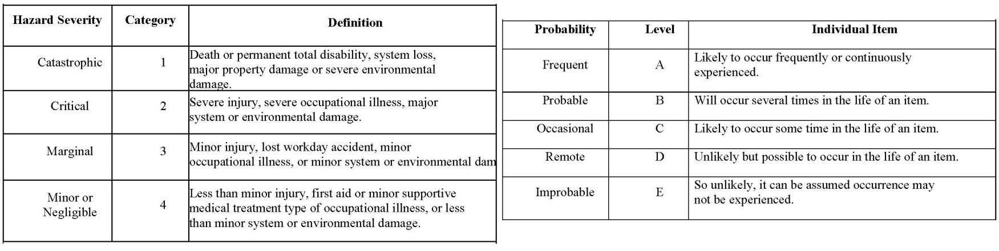 Hazard Severity Category Definition
Catastrophic 1 Death or permanent total disability, system loss,
major property damage or severe environmental
damage.
Critical 2 Severe injury, severe occupational illness, major
system or environmental damage.
Marginal 3 Minor injury, lost workday accident, minor
occupational illness, or minor system or environmental dam
Minor or
Negligible
4
Less than minor injury, first aid or minor supportive
medical treatment type of occupational illness, or less
than minor system or environmental damage.
Probability Level Individual Item
Frequent A Likely to occur frequently or continuously
experienced.
Probable B Will occur several times in the life of an item.
Occasional C Likely to occur some time in the life of an item.
Remote D Unlikely but possible to occur in the life of an item.
Improbable E So unlikely, it can be assumed occurrence may
not be experienced.